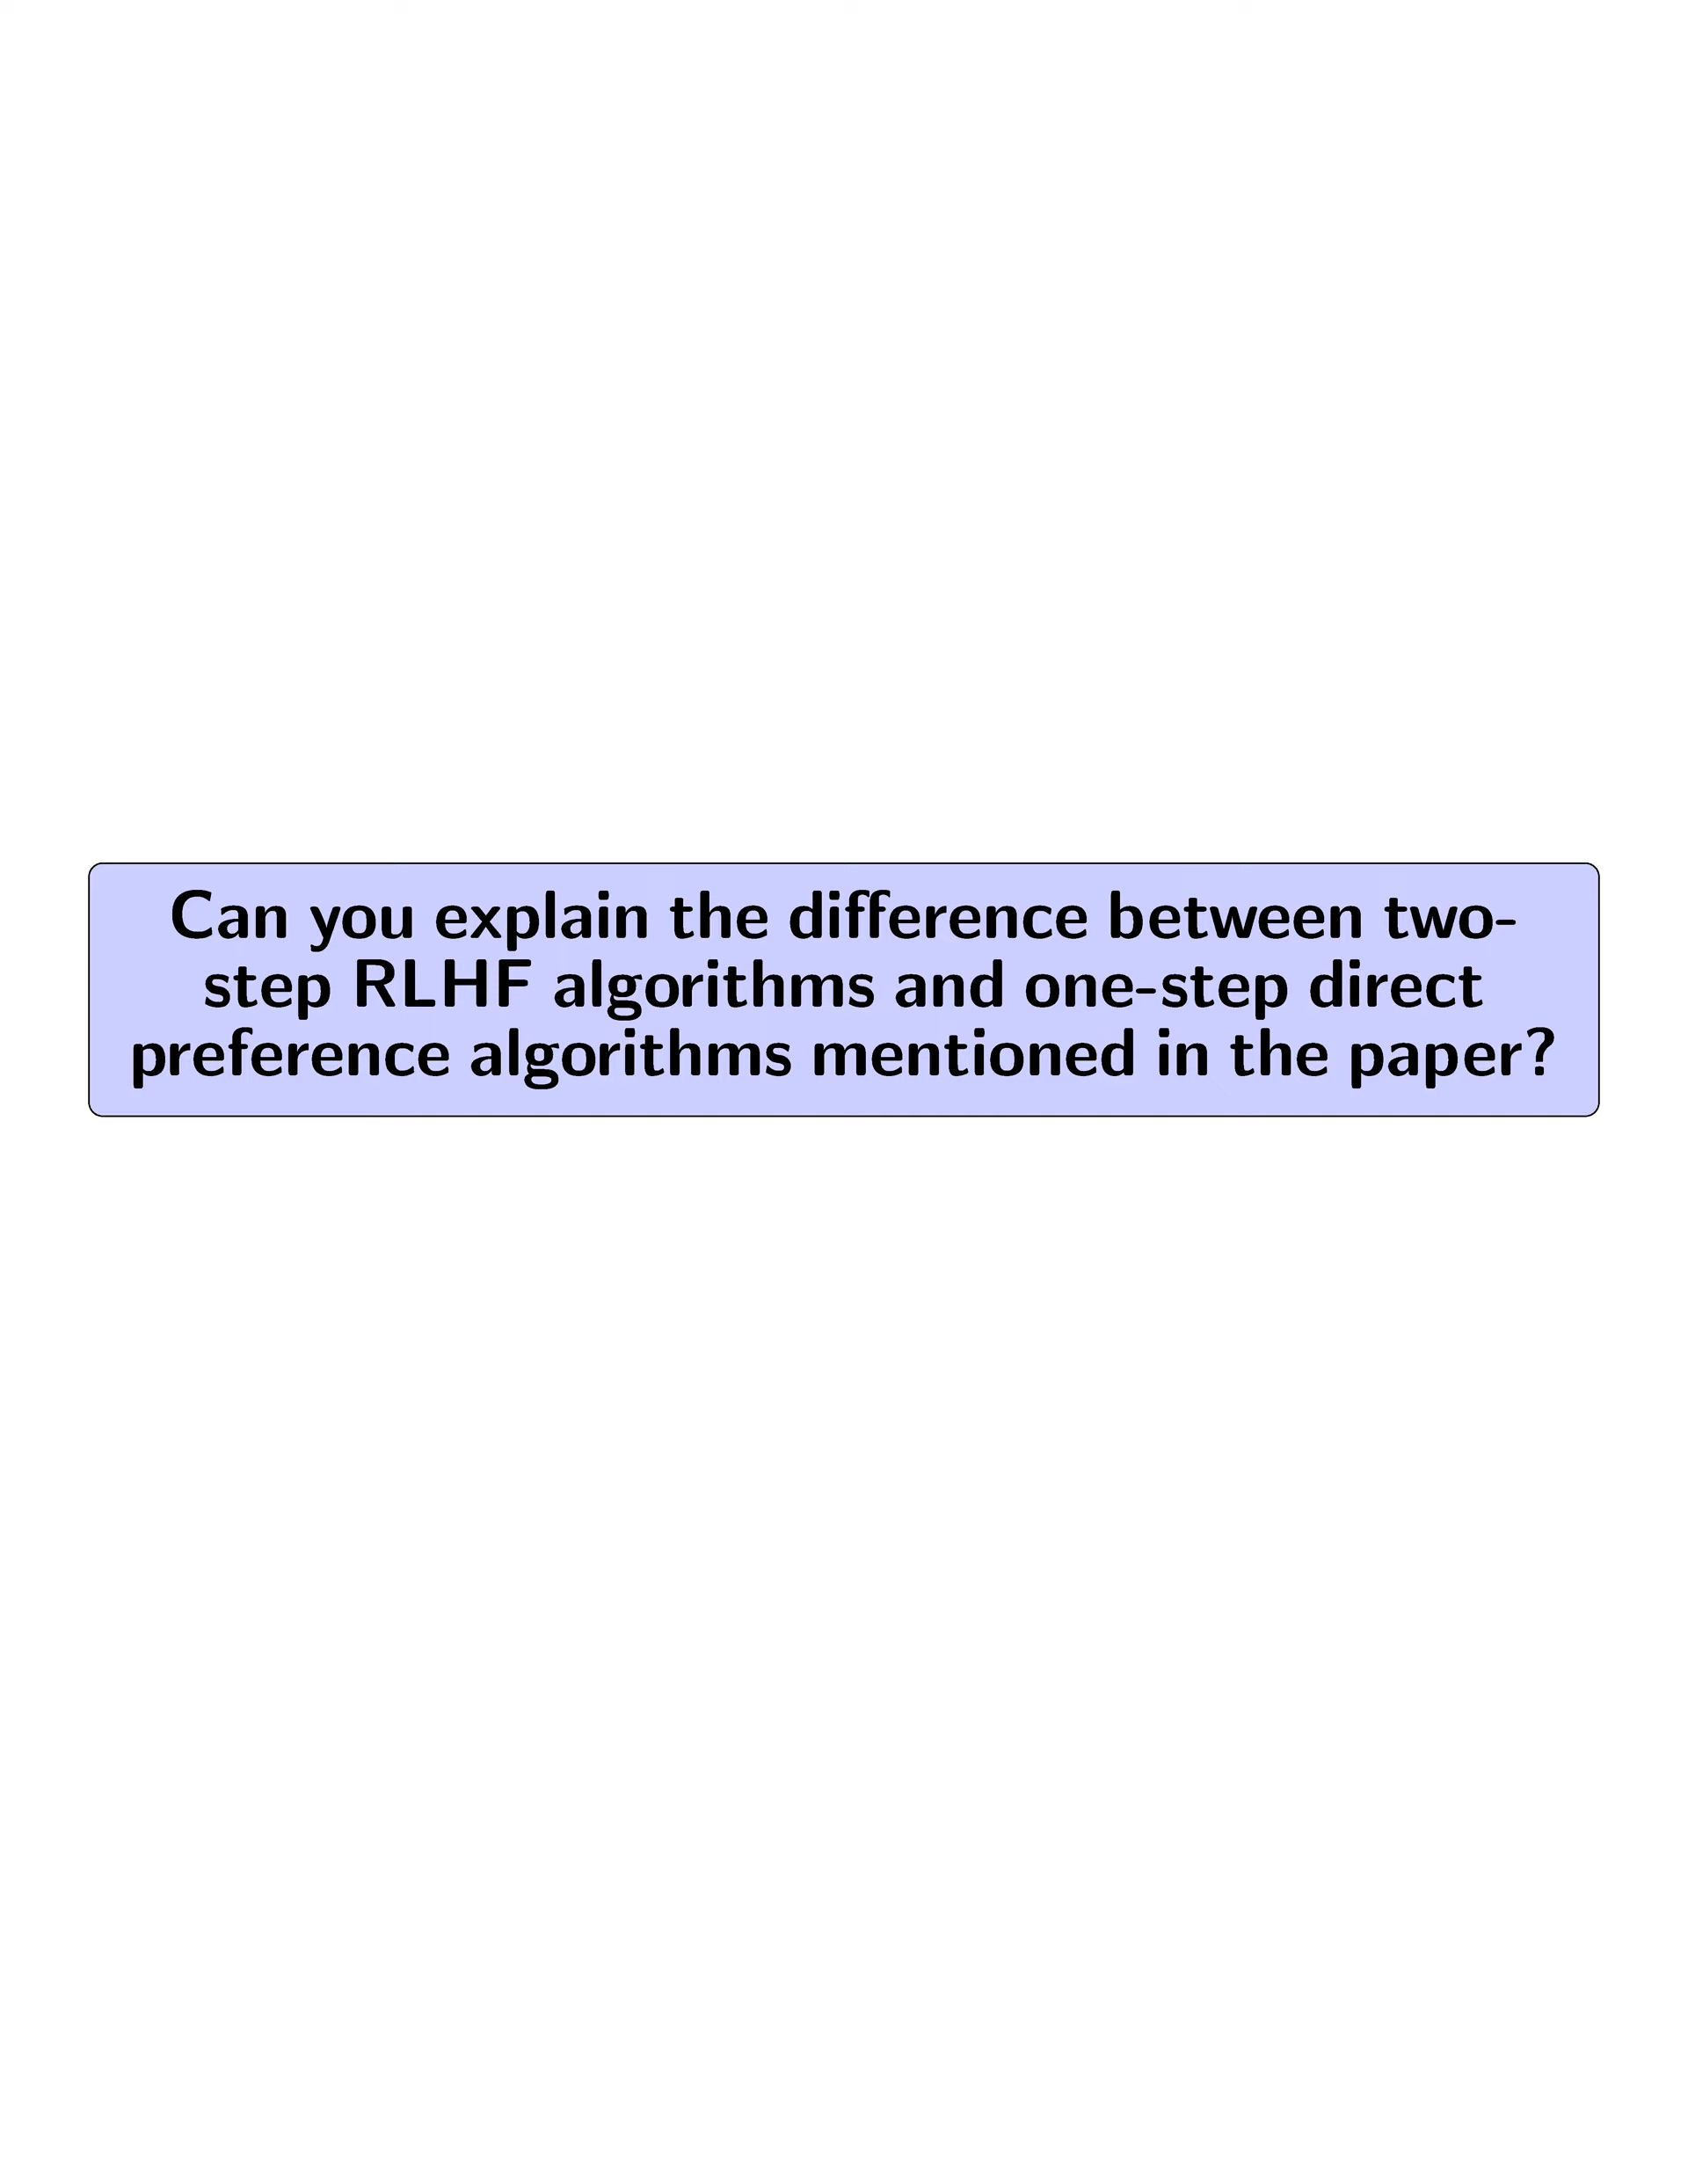 Can you explain the difference between two-
step RLHF algorithms and one-step direct
preference algorithms mentioned in the paper?